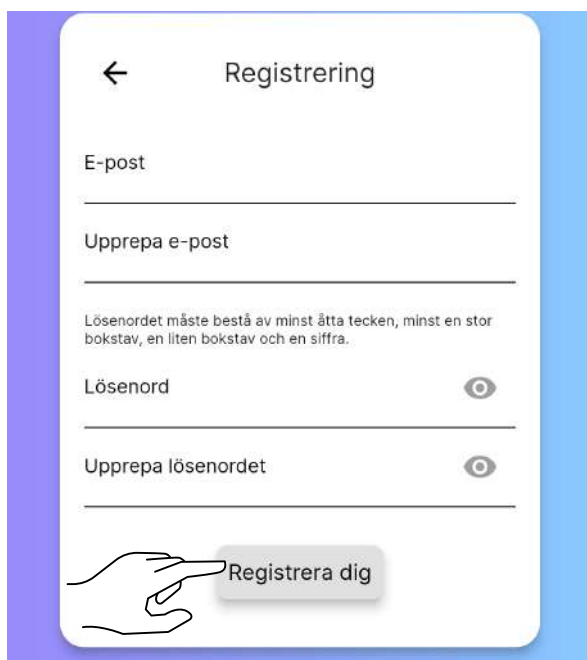 Registrering
E-post
Upprepa e-post
Lösenordet måste bestå av minst åtta tecken, minst en stor
bokstav, en liten bokstav och en siffra.
Lösenord
Upprepa lösenordet
Registrera dig